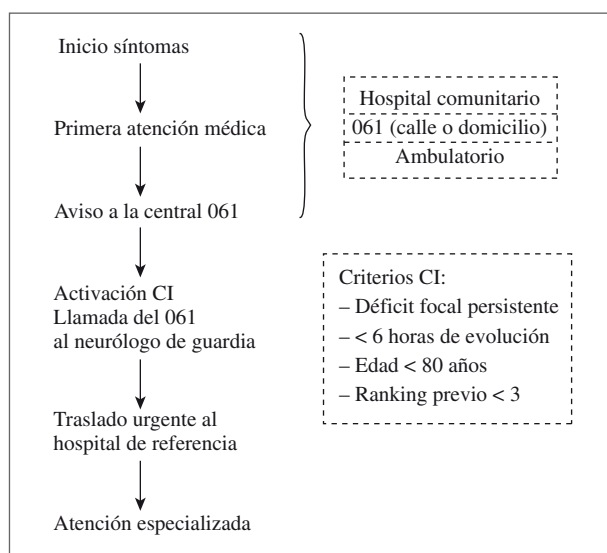 Inicio síntomas
Primera atención médica
Aviso a la central 061
Hospital comunitario
061 (calle o domicilio)
Ambulatorio
Activación CI
Llamada del 061
al neurólogo de guardia
Criterios CI:
– Déficit focal persistente
– < 6 horas de evolución
– Edad < 80 años
– Ranking previo < 3
Traslado urgente al
hospital de referencia
Atención especializada